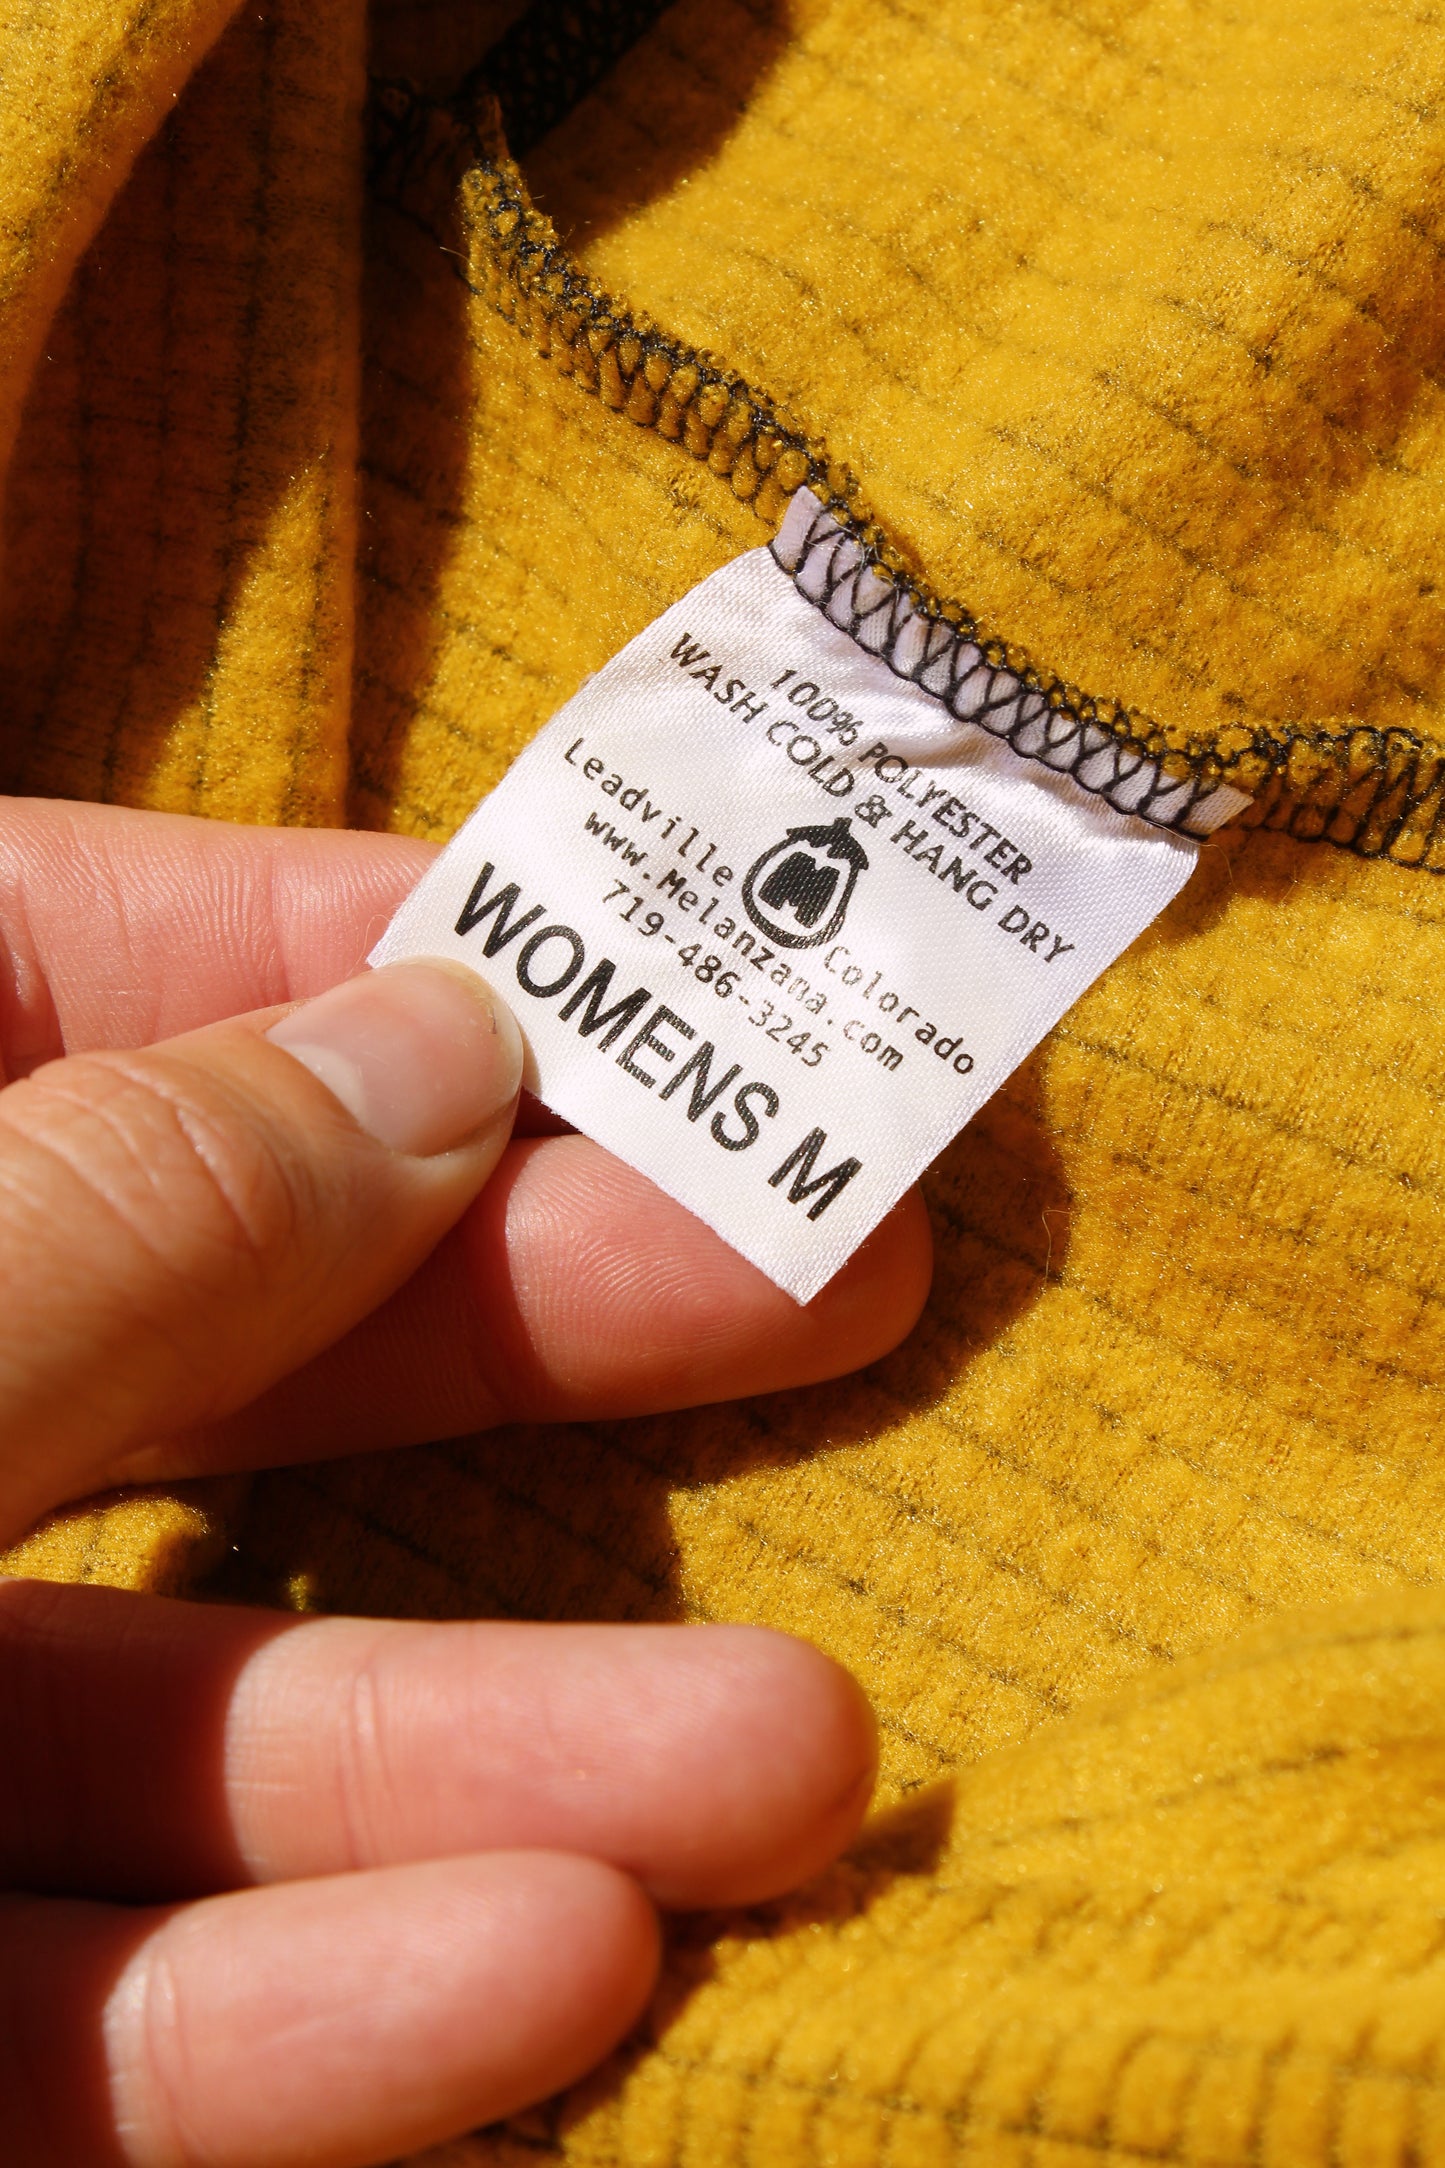 100% POLYESTER
WASH COLD & HANG DRY
Leadville M Colorado
www.Melanzana.com
719-486-3245
WOMENS M